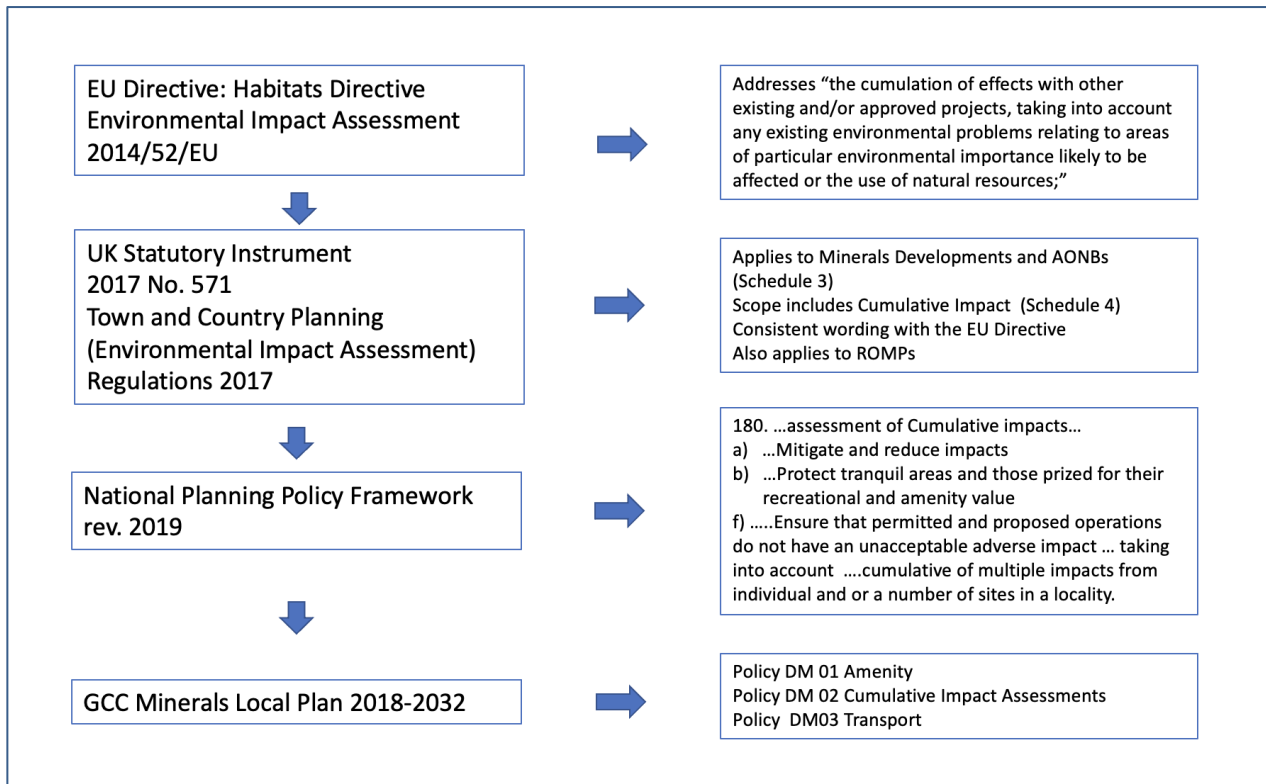 EU Directive: Habitats Directive
Environmental Impact Assessment
2014/52/EU
Addresses “the cumulation of effects with other
existing and/or approved projects, taking into account
any existing environmental problems relating to areas
of particular environmental importance likely to be
affected or the use of natural resources;”
UK Statutory Instrument
2017 No. 571
Town and Country Planning
(Environmental Impact Assessment)
Regulations 2017
Applies to Minerals Developments and AONBs
(Schedule 3)
Scope includes Cumulative Impact (Schedule 4)
Consistent wording with the EU Directive
Also applies to ROMPs
National Planning Policy Framework
rev. 2019
180. …assessment of Cumulative impacts…
a) …Mitigate and reduce impacts
b) …Protect tranquil areas and those prized for their
recreational and amenity value
f) …..Ensure that permitted and proposed operations
do not have an unacceptable adverse impact … taking
into account ….cumulative of multiple impacts from
individual and or a number of sites in a locality.
GCC Minerals Local Plan 2018-2032
Policy DM 01 Amenity
Policy DM 02 Cumulative Impact Assessments
Policy DM03 Transport